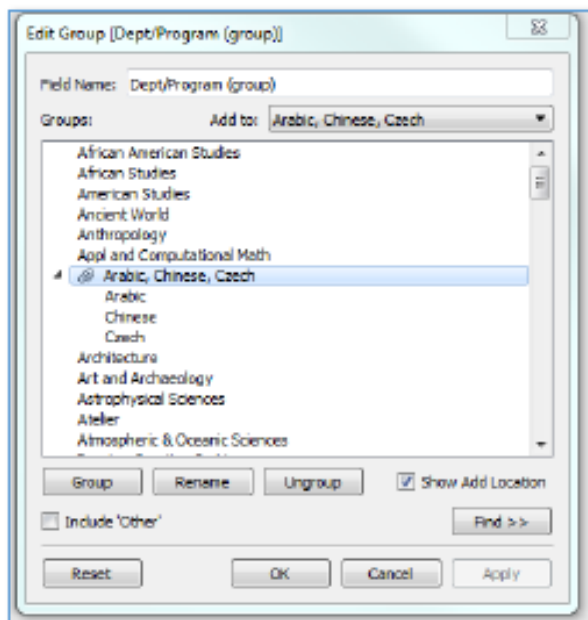 Edit Group [Dept/Program (group)]
Field Name: Dept/Program (group)
Groups: Add to: Arabic, Chinese, Czech
African American Studies
African Studies
American Studies
Ancient World
Anthropology
Appl and Computational Math
Arabic, Chinese, Czech
Arabic
Chinese
Czech
Architecture
Art and Archaeology
Astrophysical Sciences
Atelier
Atmospheric & Oceanic Sciences
Group Rename Ungroup Show Add Location
Include 'Other' Find >>
Reset OK Cancel Apply